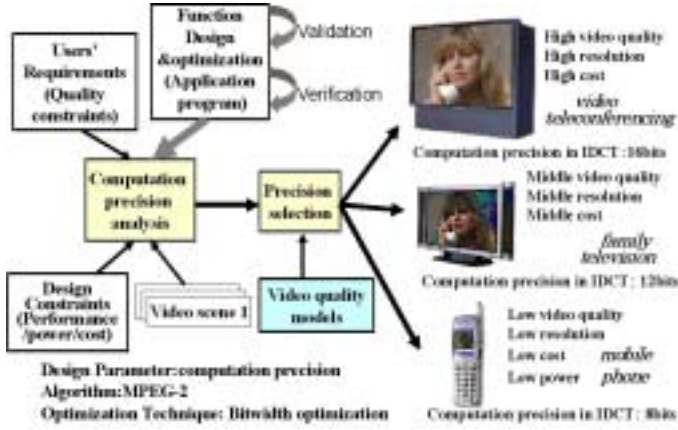 Users'
Requirements
(Quality
constraints)
Function
Design
&optimization
(Application
program)
Validation
Verification
High video quality
High resolution
High cost
video
teleconferencing
Computation precision in IDCT :16bits
Computation
precision
analysis
Precision
selection
Middle video quality
Middle resolution
Middle cost
family
television
Computation precision in IDCT : 12bits
Design
Constraints
(Performance
/power/cost)
Video scene 1
Video quality
models
Low video quality
Low resolution
Low cost
Low power
mobile
phone
Computation precision in IDCT : 8bits
Design Parameter:computation precision
Algorithm:MPEG-2
Optimization Technique: Bitwidth optimization